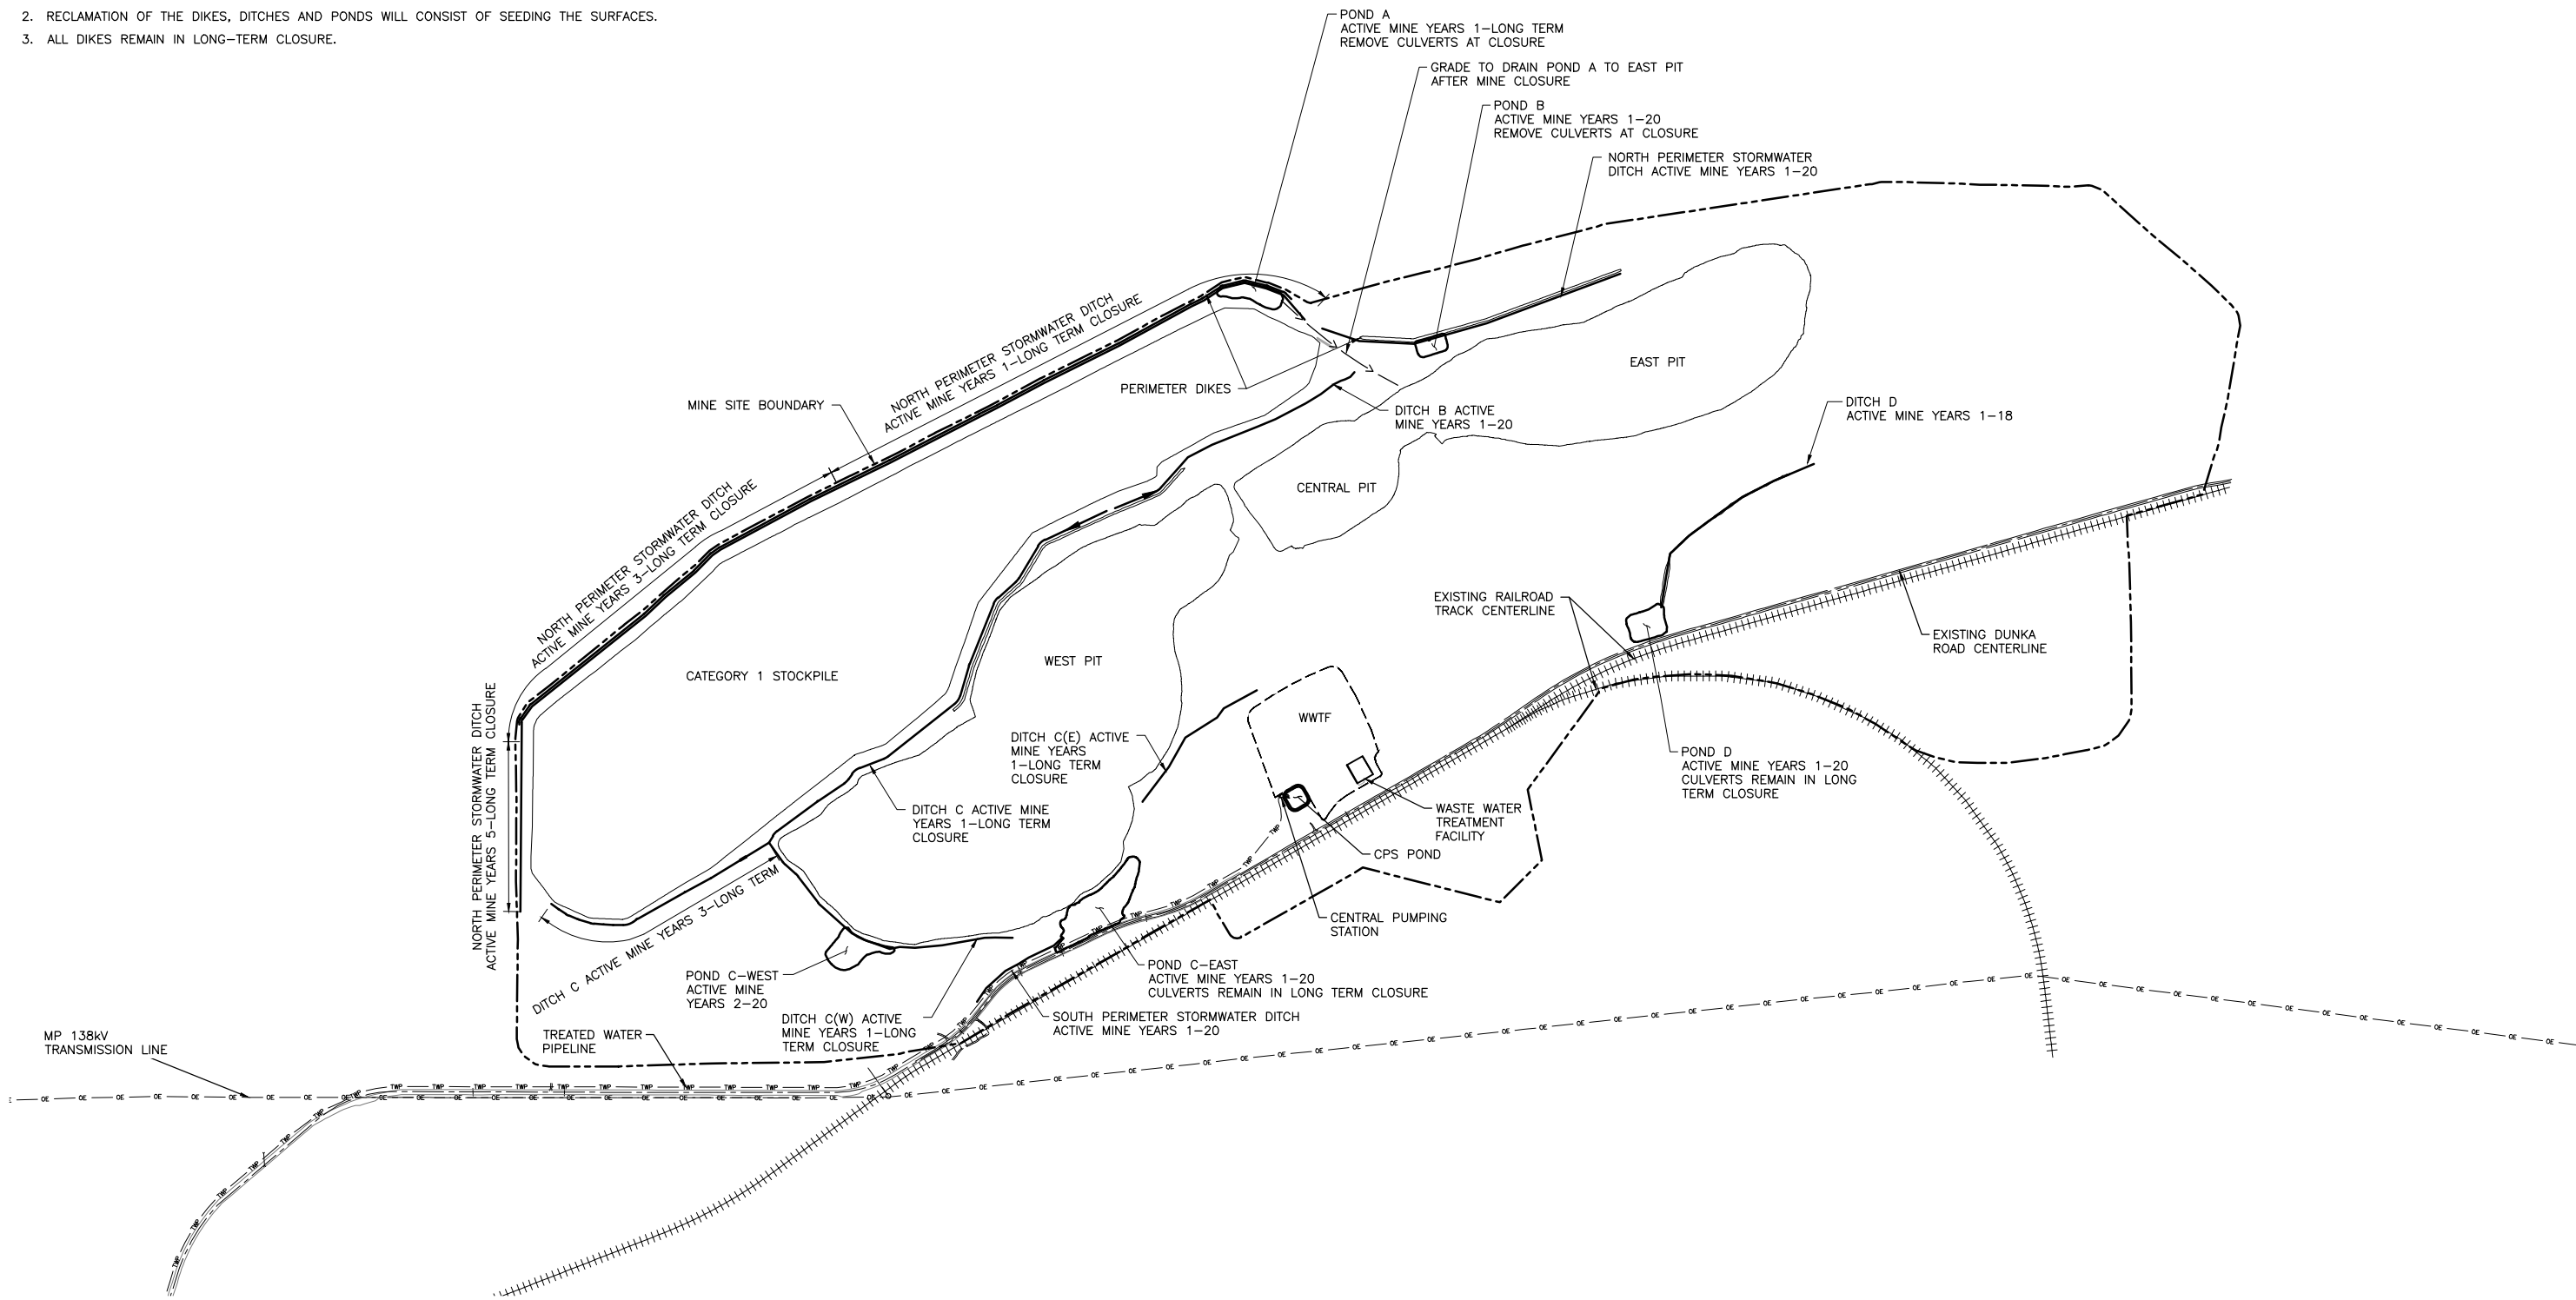 2. RECLAMATION OF THE DIKES, DITCHES AND PONDS WILL CONSIST OF SEEDING THE SURFACES.
3. ALL DIKES REMAIN IN LONG-TERM CLOSURE.
POND A
ACTIVE MINE YEARS 1-LONG TERM
REMOVE CULVERTS AT CLOSURE
GRADE TO DRAIN POND A TO EAST PIT
AFTER MINE CLOSURE
POND B
ACTIVE MINE YEARS 1-20
REMOVE CULVERTS AT CLOSURE
NORTH PERIMETER STORMWATER
DITCH ACTIVE MINE YEARS 1-20
NORTH PERIMETER STORMWATER DITCH
ACTIVE MINE YEARS 1-LONG TERM CLOSURE
EAST PIT
PERIMETER DIKES
MINE SITE BOUNDARY
DITCH B ACTIVE
MINE YEARS 1-20
DITCH D
ACTIVE MINE YEARS 1-18
CENTRAL PIT
NORTH PERIMETER STORMWATER DITCH
ACTIVE MINE YEARS 3-LONG TERM CLOSURE
EXISTING RAILROAD
TRACK CENTERLINE
EXISTING DUNKA
ROAD CENTERLINE
WEST PIT
CATEGORY 1 STOCKPILE
NORTH PERIMETER STORMWATER DITCH
ACTIVE MINE YEARS 5-LONG TERM CLOSURE
WWTF
DITCH C(E) ACTIVE
MINE YEARS
1-LONG TERM
CLOSURE
POND D
ACTIVE MINE YEARS 1-20
CULVERTS REMAIN IN LONG
TERM CLOSURE
DITCH C ACTIVE MINE
YEARS 1-LONG TERM
CLOSURE
WASTE WATER
TREATMENT
FACILITY
CPS POND
DITCH C ACTIVE MINE YEARS 3-LONG TERM
CENTRAL PUMPING
STATION
POND C-WEST
ACTIVE MINE
YEARS 2-20
POND C-EAST
ACTIVE MINE YEARS 1-20
CULVERTS REMAIN IN LONG TERM CLOSURE
DITCH C(W) ACTIVE
MINE YEARS 1-LONG
TERM CLOSURE
SOUTH PERIMETER STORMWATER DITCH
ACTIVE MINE YEARS 1-20
TREATED WATER
PIPELINE
MP 138kV
TRANSMISSION LINE
TWP
OE